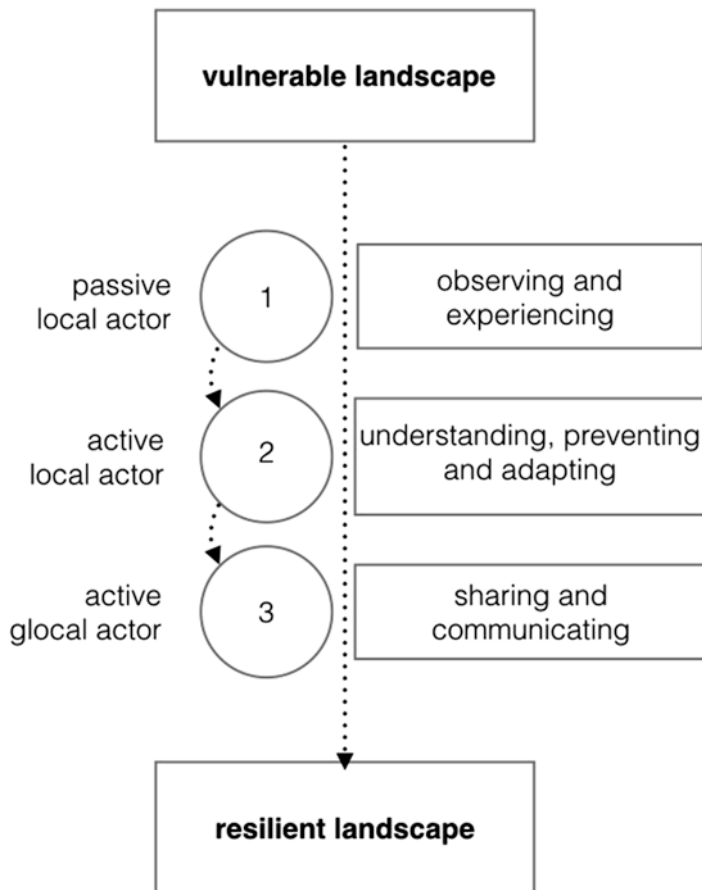 vulnerable landscape
passive
local actor
1
observing and
experiencing
active
local actor
2
understanding, preventing
and adapting
active
glocal actor
3
sharing and
communicating
resilient landscape